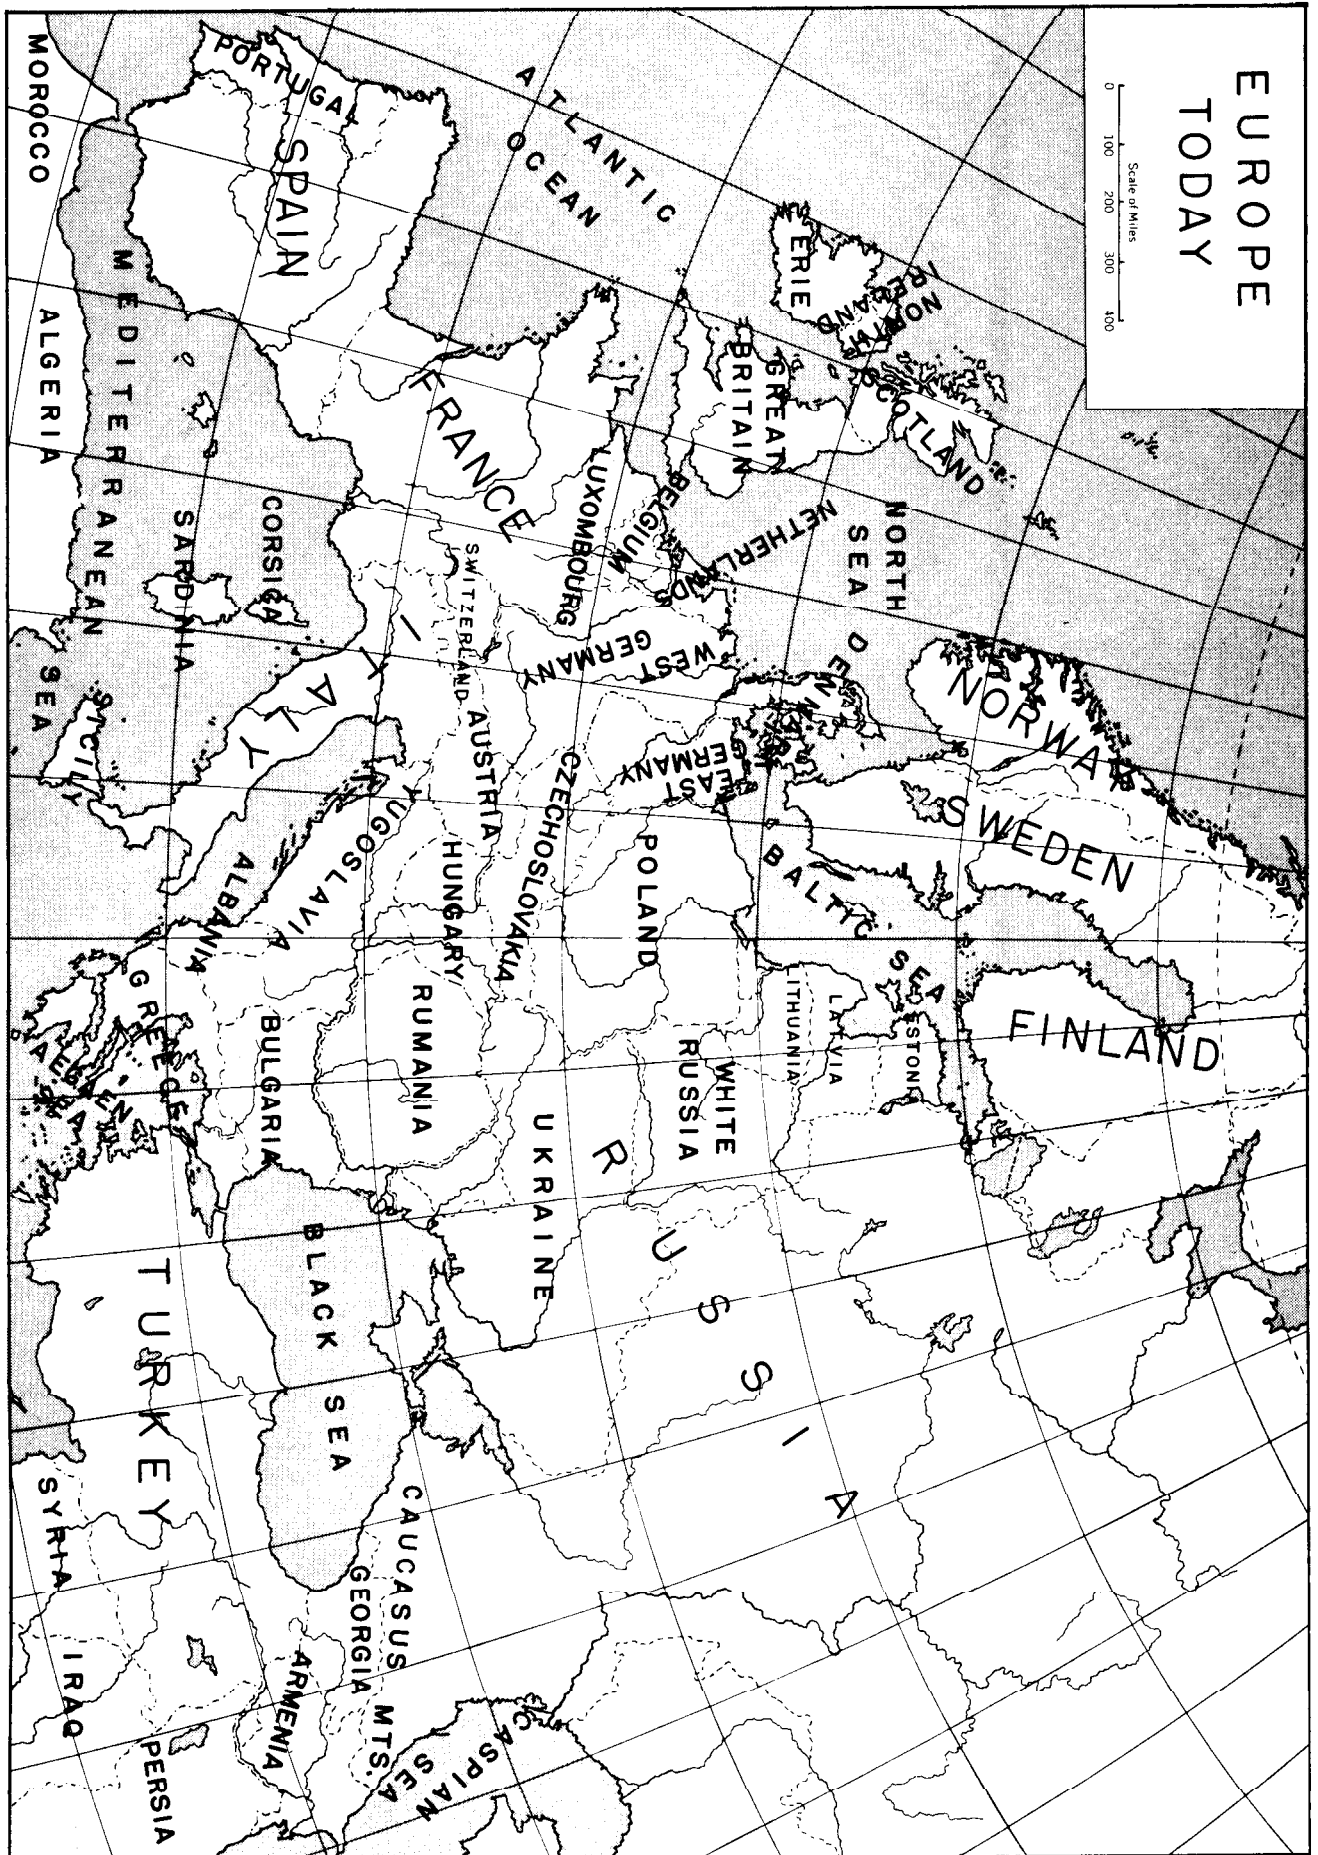 EUROPE
TODAY
Scale of Miles
0 100 200 300 400
ATLANTIC
OCEAN
NORTH
IRELAND
ERIE
SCOTLAND
GREAT
BRITAIN
NORTH
SEA
NORWAY
SWEDEN
FINLAND
DENMARK
BALTIC SEA
ESTONIA
LATVIA
LITHUANIA
NETHERLANDS
BELGIUM
LUXOMBOURG
WEST
GERMANY
EAST
GERMANY
POLAND
WHITE
RUSSIA
RUSSIA
UKRAINE
CZECHOSLOVAKIA
FRANCE
SWITZERLAND
AUSTRIA
HUNGARY
RUMANIA
PORTUGAL
SPAIN
ITALY
YUGOSLAVIA
BULGARIA
ALBANIA
GREECE
CORSICA
SARDINIA
SICILY
MEDITERRANEAN
SEA
AEGAEN
SEA
BLACK SEA
CAUCASUS MTS.
GEORGIA
ARMENIA
CASPIAN
SEA
TURKEY
MOROCCO
ALGERIA
SYRIA
IRAQ
PERSIA